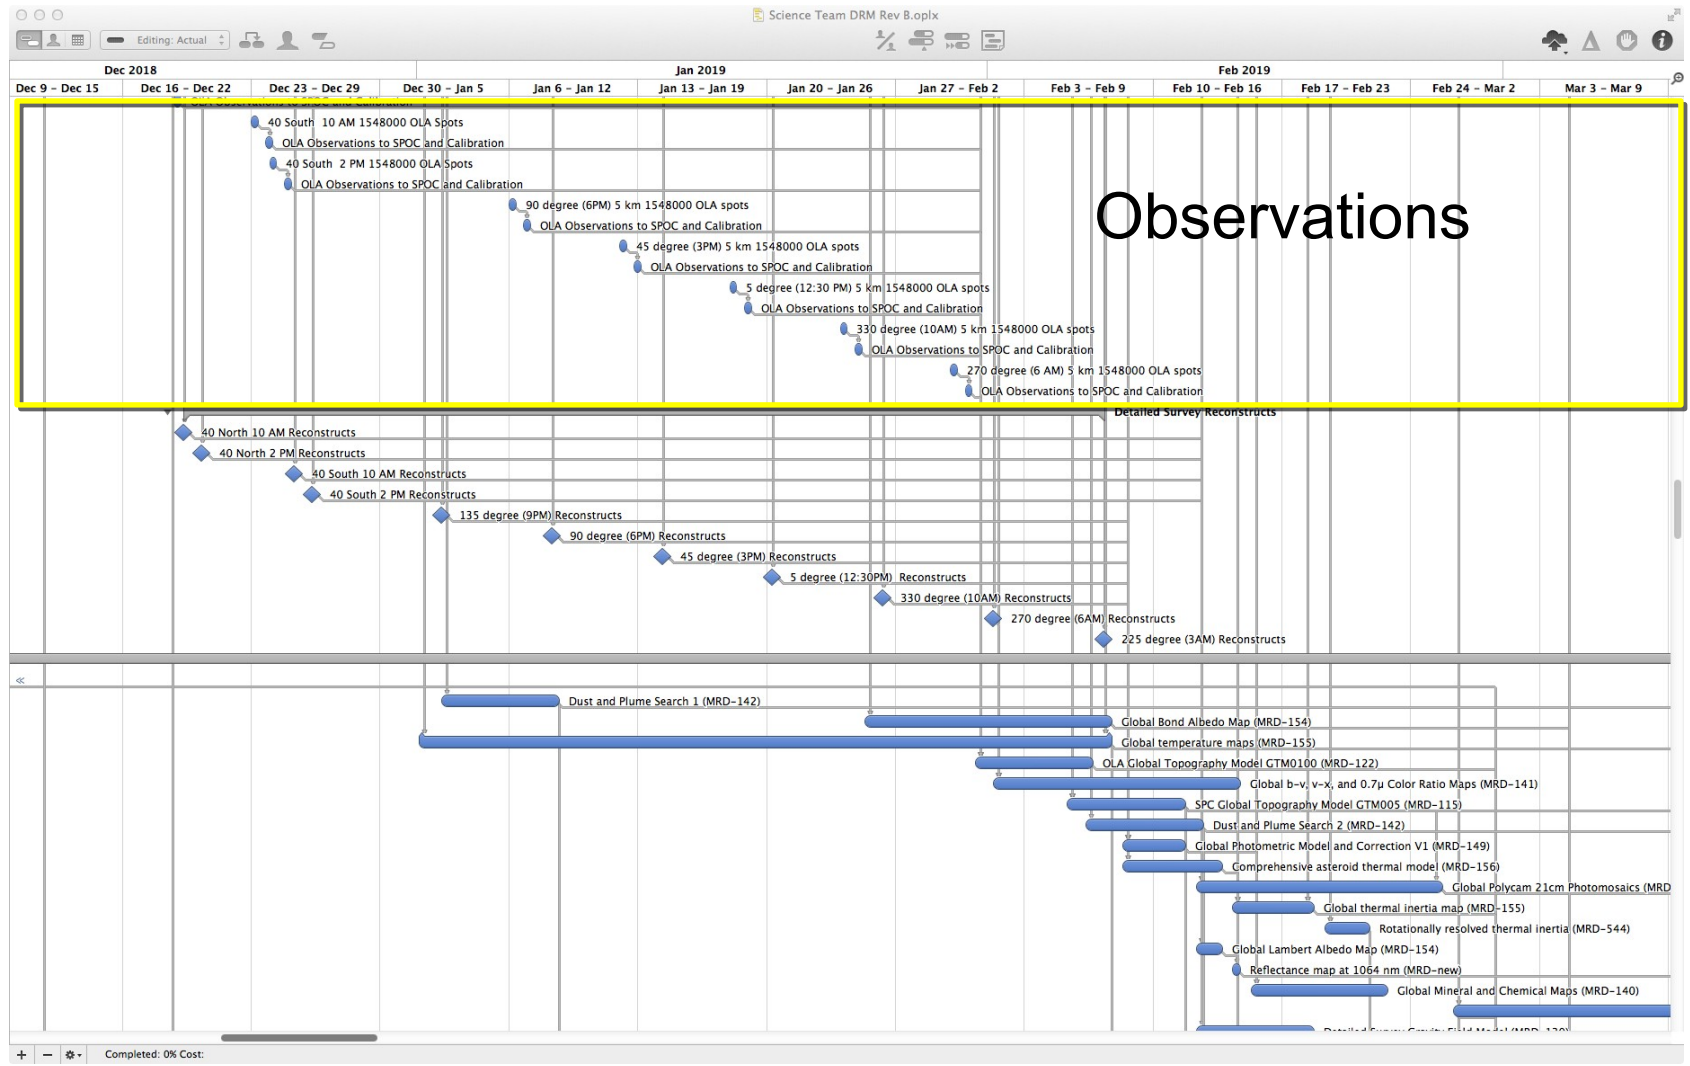 Science Team DRM Rev B.oplx
Editing: Actual
Dec 2018 Jan 2019 Feb 2019
Dec 9 – Dec 15 Dec 16 – Dec 22 Dec 23 – Dec 29 Dec 30 – Jan 5 Jan 6 – Jan 12 Jan 13 – Jan 19 Jan 20 – Jan 26 Jan 27 – Feb 2 Feb 3 – Feb 9 Feb 10 – Feb 16 Feb 17 – Feb 23 Feb 24 – Mar 2 Mar 3 – Mar 9
OLA Observations to SPOC and Calibration
40 South 10 AM 1548000 OLA Spots
OLA Observations to SPOC and Calibration
40 South 2 PM 1548000 OLA Spots
OLA Observations to SPOC and Calibration
90 degree (6PM) 5 km 1548000 OLA spots
Observations
OLA Observations to SPOC and Calibration
45 degree (3PM) 5 km 1548000 OLA spots
OLA Observations to SPOC and Calibration
5 degree (12:30 PM) 5 km 1548000 OLA spots
OLA Observations to SPOC and Calibration
330 degree (10AM) 5 km 1548000 OLA spots
OLA Observations to SPOC and Calibration
270 degree (6 AM) 5 km 1548000 OLA spots
OLA Observations to SPOC and Calibration
Detailed Survey Reconstructs
40 North 10 AM Reconstructs
40 North 2 PM Reconstructs
40 South 10 AM Reconstructs
40 South 2 PM Reconstructs
135 degree (9PM) Reconstructs
90 degree (6PM) Reconstructs
45 degree (3PM) Reconstructs
5 degree (12:30PM) Reconstructs
330 degree (10AM) Reconstructs
270 degree (6AM) Reconstructs
225 degree (3AM) Reconstructs
Dust and Plume Search 1 (MRD–142)
Global Bond Albedo Map (MRD–154)
Global temperature maps (MRD–155)
OLA Global Topography Model GTM0100 (MRD–122)
Global b–v, v–x, and 0.7µ Color Ratio Maps (MRD–141)
SPC Global Topography Model GTM005 (MRD–115)
Dust and Plume Search 2 (MRD–142)
Global Photometric Model and Correction V1 (MRD–149)
Comprehensive asteroid thermal model (MRD–156)
Global Polycam 21cm Photomosaics (MRD
Global thermal inertia map (MRD–155)
Rotationally resolved thermal inertia (MRD–544)
Global Lambert Albedo Map (MRD–154)
Reflectance map at 1064 nm (MRD–new)
Global Mineral and Chemical Maps (MRD–140)
Detailed Survey Gravity Field Model (MRD–
Completed: 0% Cost: